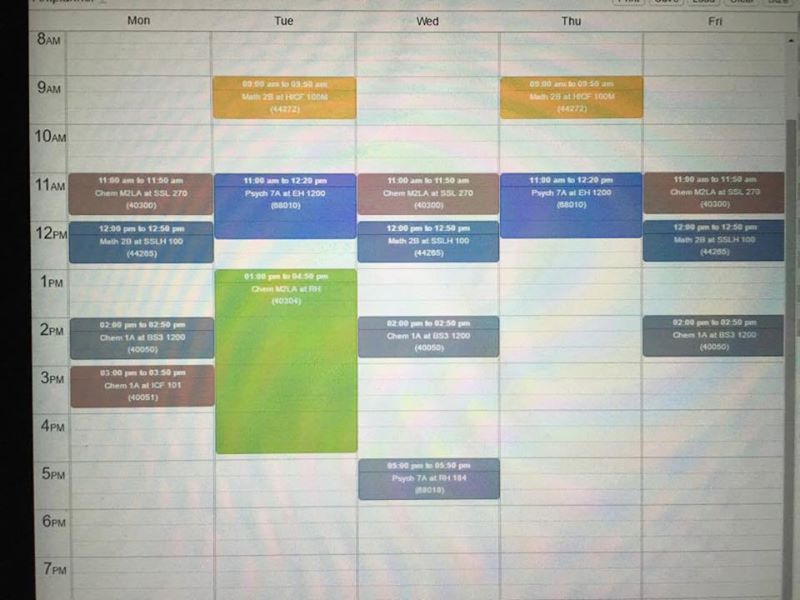 Print Save Load Clear Size
Mon Tue Wed Thu Fri
8AM
9AM
10AM
11AM
12PM
1PM
2PM
3PM
4PM
5PM
6PM
7PM
11:00 am to 11:50 am
Chem M2LA at SSL 270
(40300)
12:00 pm to 12:50 pm
Math 2B at SSLH 100
(44265)
02:00 pm to 02:50 pm
Chem 1A at BS3 1200
(40050)
03:00 pm to 03:50 pm
Chem 1A at ICF 101
(40051)
09:00 am to 09:50 am
Math 2B at HICF 100M
(44272)
11:00 am to 12:20 pm
Psych 7A at EH 1200
(68010)
01:00 pm to 04:50 pm
Chem M2LA at RH
(40304)
11:00 am to 11:50 am
Chem M2LA at SSL 270
(40300)
12:00 pm to 12:50 pm
Math 2B at SSLH 100
(44265)
02:00 pm to 02:50 pm
Chem 1A at BS3 1200
(40050)
05:00 pm to 05:50 pm
Psych 7A at RH 184
(68018)
09:00 am to 09:50 am
Math 2B at HICF 100M
(44272)
11:00 am to 12:20 pm
Psych 7A at EH 1200
(68010)
11:00 am to 11:50 am
Chem M2LA at SSL 270
(40300)
12:00 pm to 12:50 pm
Math 2B at SSLH 100
(44265)
02:00 pm to 02:50 pm
Chem 1A at BS3 1200
(40050)